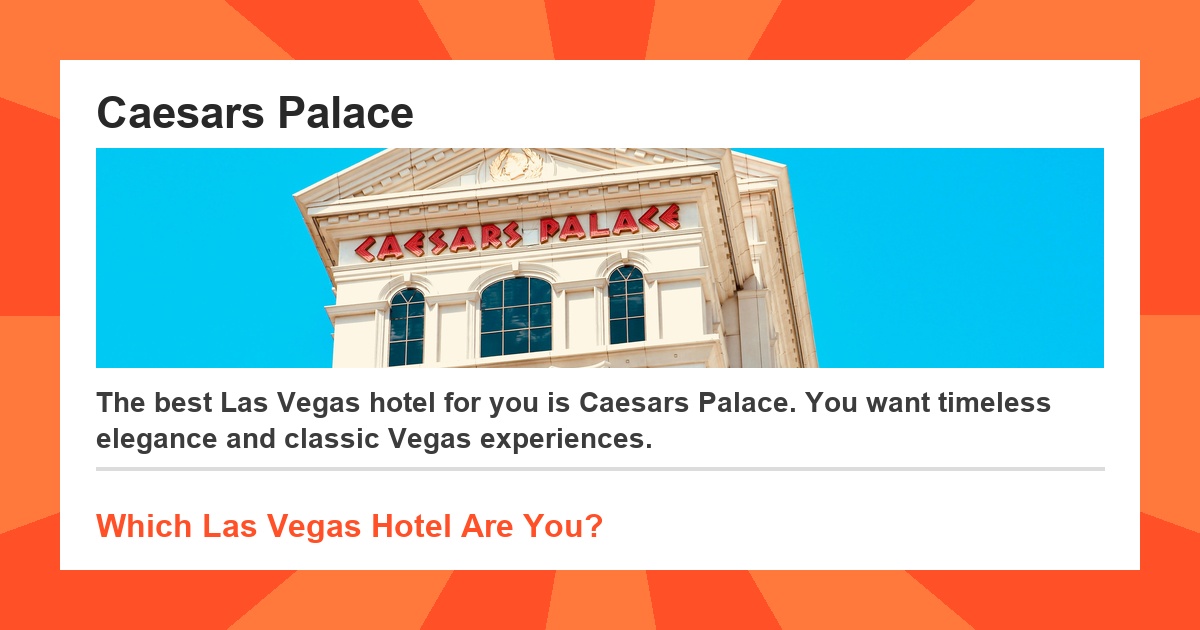 Caesars Palace
CAESARS PALACE
The best Las Vegas hotel for you is Caesars Palace. You want timeless
elegance and classic Vegas experiences.
Which Las Vegas Hotel Are You?